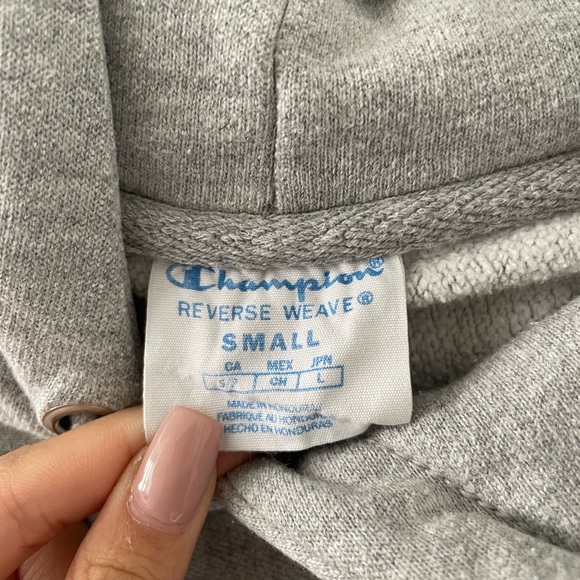 Champion®
REVERSE WEAVE®
SMALL
CA MEX JPN
S/P CH L
MADE IN HONDURAS
FABRIQUE AU HONDURAS
HECHO EN HONDURAS